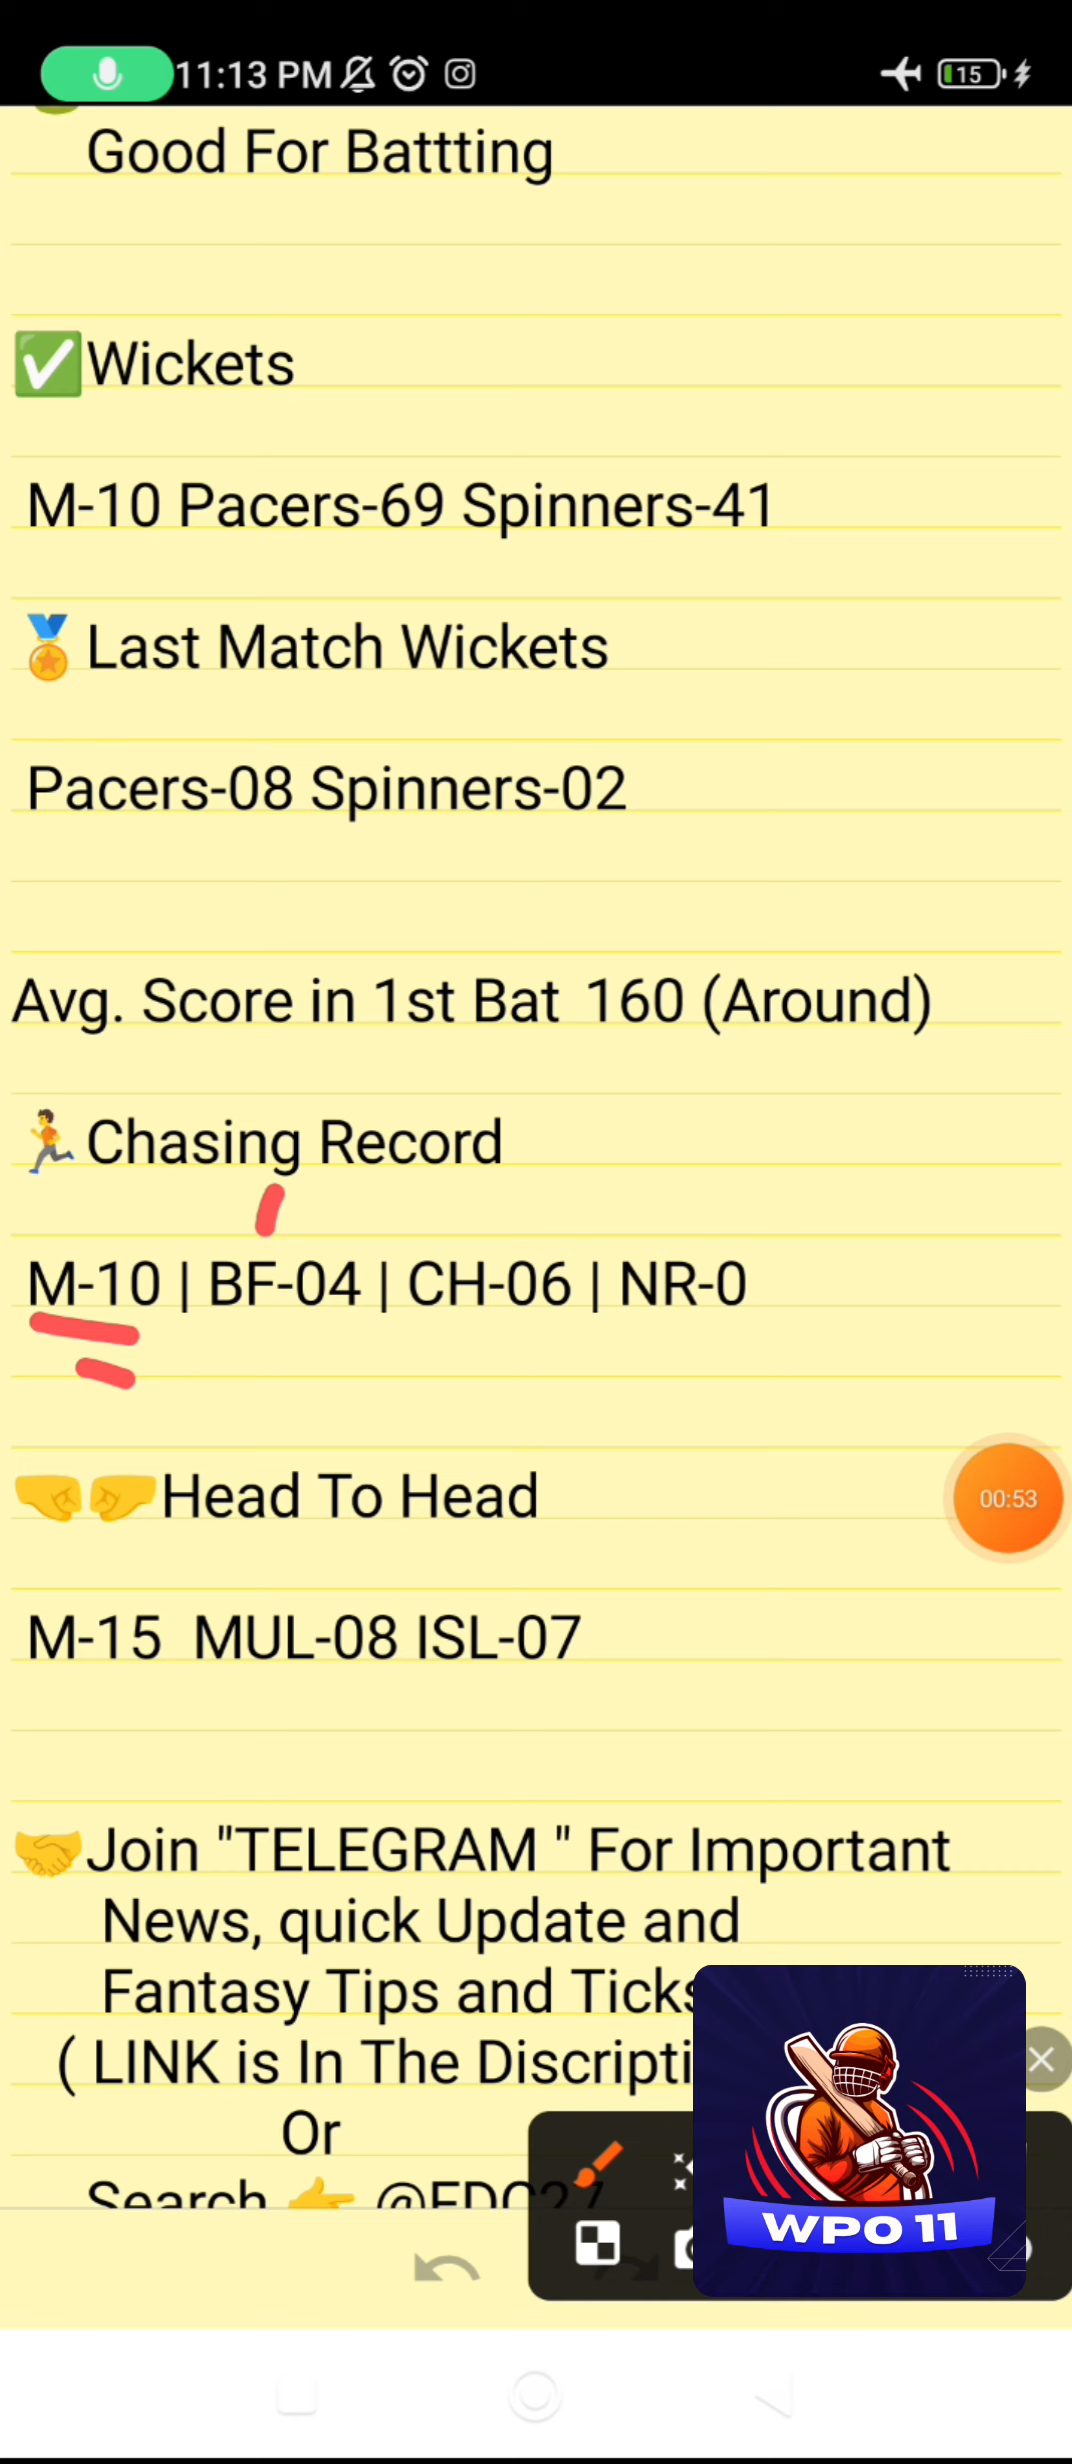 11:13 PM
15
Good For Battting
✅Wickets
M-10 Pacers-69 Spinners-41
🏅Last Match Wickets
Pacers-08 Spinners-02
Avg. Score in 1st Bat 160 (Around)
🏃Chasing Record
M-10 | BF-04 | CH-06 | NR-0
🤜🤛Head To Head
00:53
M-15 MUL-08 ISL-07
🤝Join "TELEGRAM " For Important
News, quick Update and
Fantasy Tips and Ticks
( LINK is In The Discripti
Or
Search 👉
WPO 11